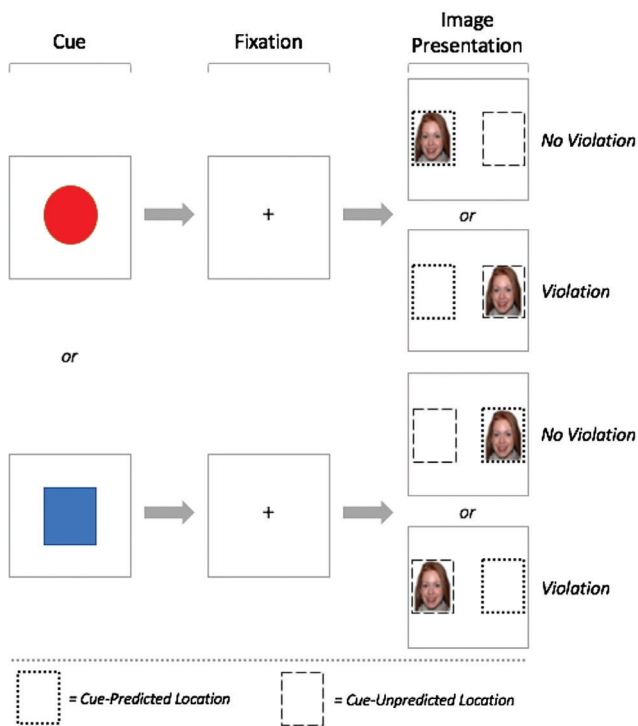 Cue
Fixation
Image
Presentation
No Violation
+
or
Violation
or
No Violation
+
or
Violation
= Cue-Predicted Location
= Cue-Unpredicted Location